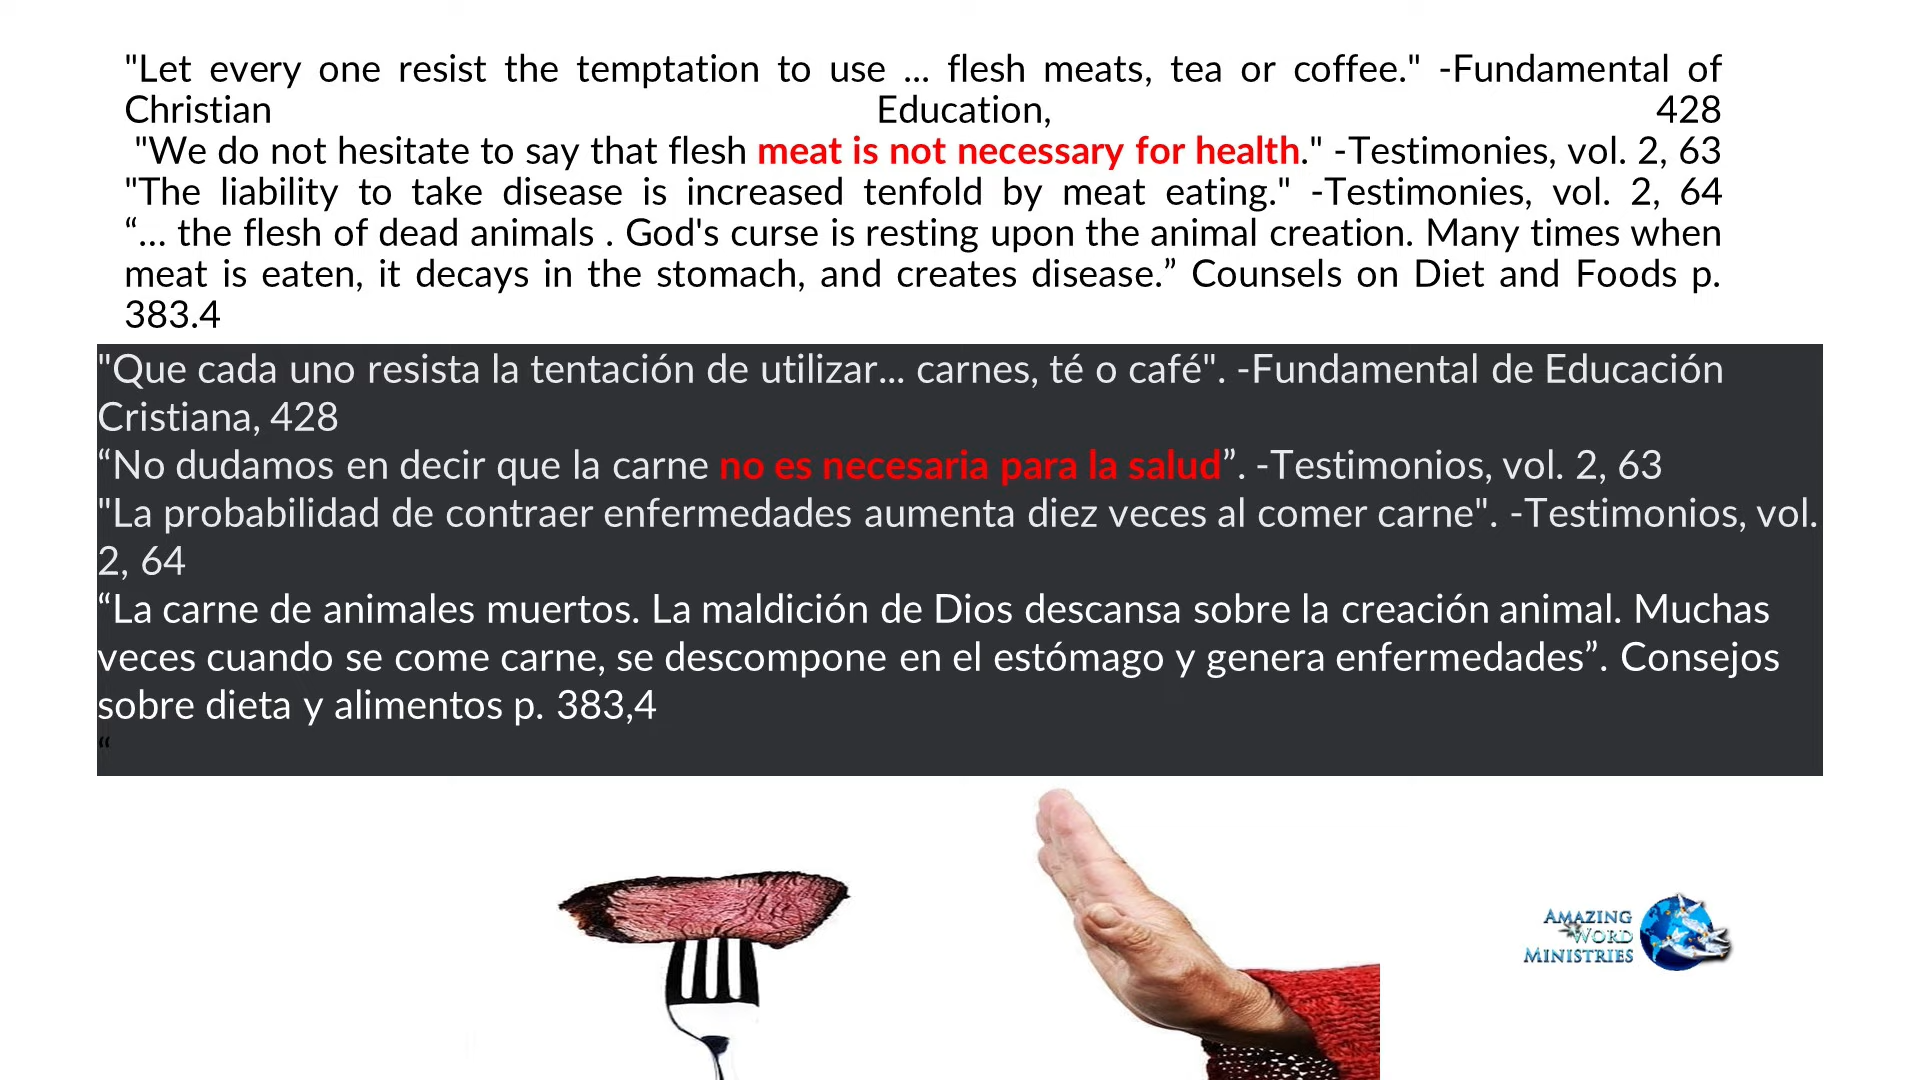 "Let every one resist the temptation to use ... flesh meats, tea or coffee." -Fundamental of
Christian Education, 428
"We do not hesitate to say that flesh meat is not necessary for health." -Testimonies, vol. 2, 63
"The liability to take disease is increased tenfold by meat eating." -Testimonies, vol. 2, 64
“... the flesh of dead animals . God's curse is resting upon the animal creation. Many times when
meat is eaten, it decays in the stomach, and creates disease.” Counsels on Diet and Foods p.
383.4
"Que cada uno resista la tentación de utilizar... carnes, té o café". -Fundamental de Educación
Cristiana, 428
“No dudamos en decir que la carne no es necesaria para la salud”. -Testimonios, vol. 2, 63
"La probabilidad de contraer enfermedades aumenta diez veces al comer carne". -Testimonios, vol.
2, 64
“La carne de animales muertos. La maldición de Dios descansa sobre la creación animal. Muchas
veces cuando se come carne, se descompone en el estómago y genera enfermedades”. Consejos
sobre dieta y alimentos p. 383,4
“
AMAZING
WORD
MINISTRIES